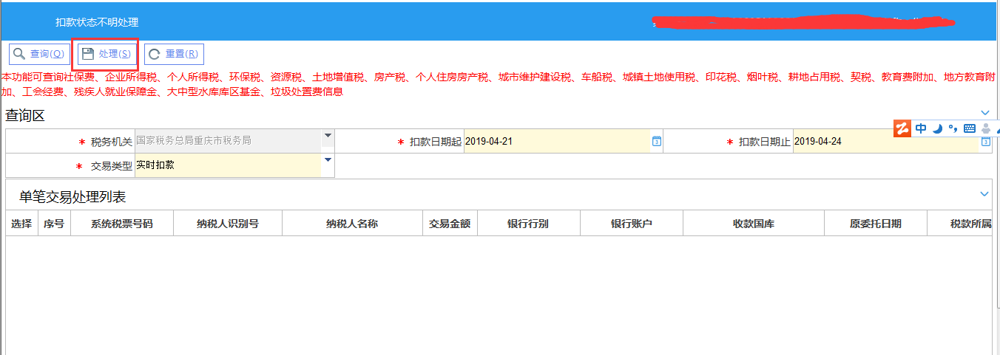 扣款状态不明处理
查询(Q) 处理(S) 重置(R)
本功能可查询社保费、企业所得税、个人所得税、环保税、资源税、土地增值税、房产税、个人住房房产税、城市维护建设税、车船税、城镇土地使用税、印花税、烟叶税、耕地占用税、契税、教育费附加、地方教育附
加、工会经费、残疾人就业保障金、大中型水库库区基金、垃圾处置费信息
查询区
中
* 税务机关 国家税务总局重庆市税务局 * 扣款日期起 2019-04-21 * 扣款日期止 2019-04-24
* 交易类型 实时扣款
单笔交易处理列表
选择 序号 系统税票号码 纳税人识别号 纳税人名称 交易金额 银行行别 银行账户 收款国库 原委托日期 税款所属